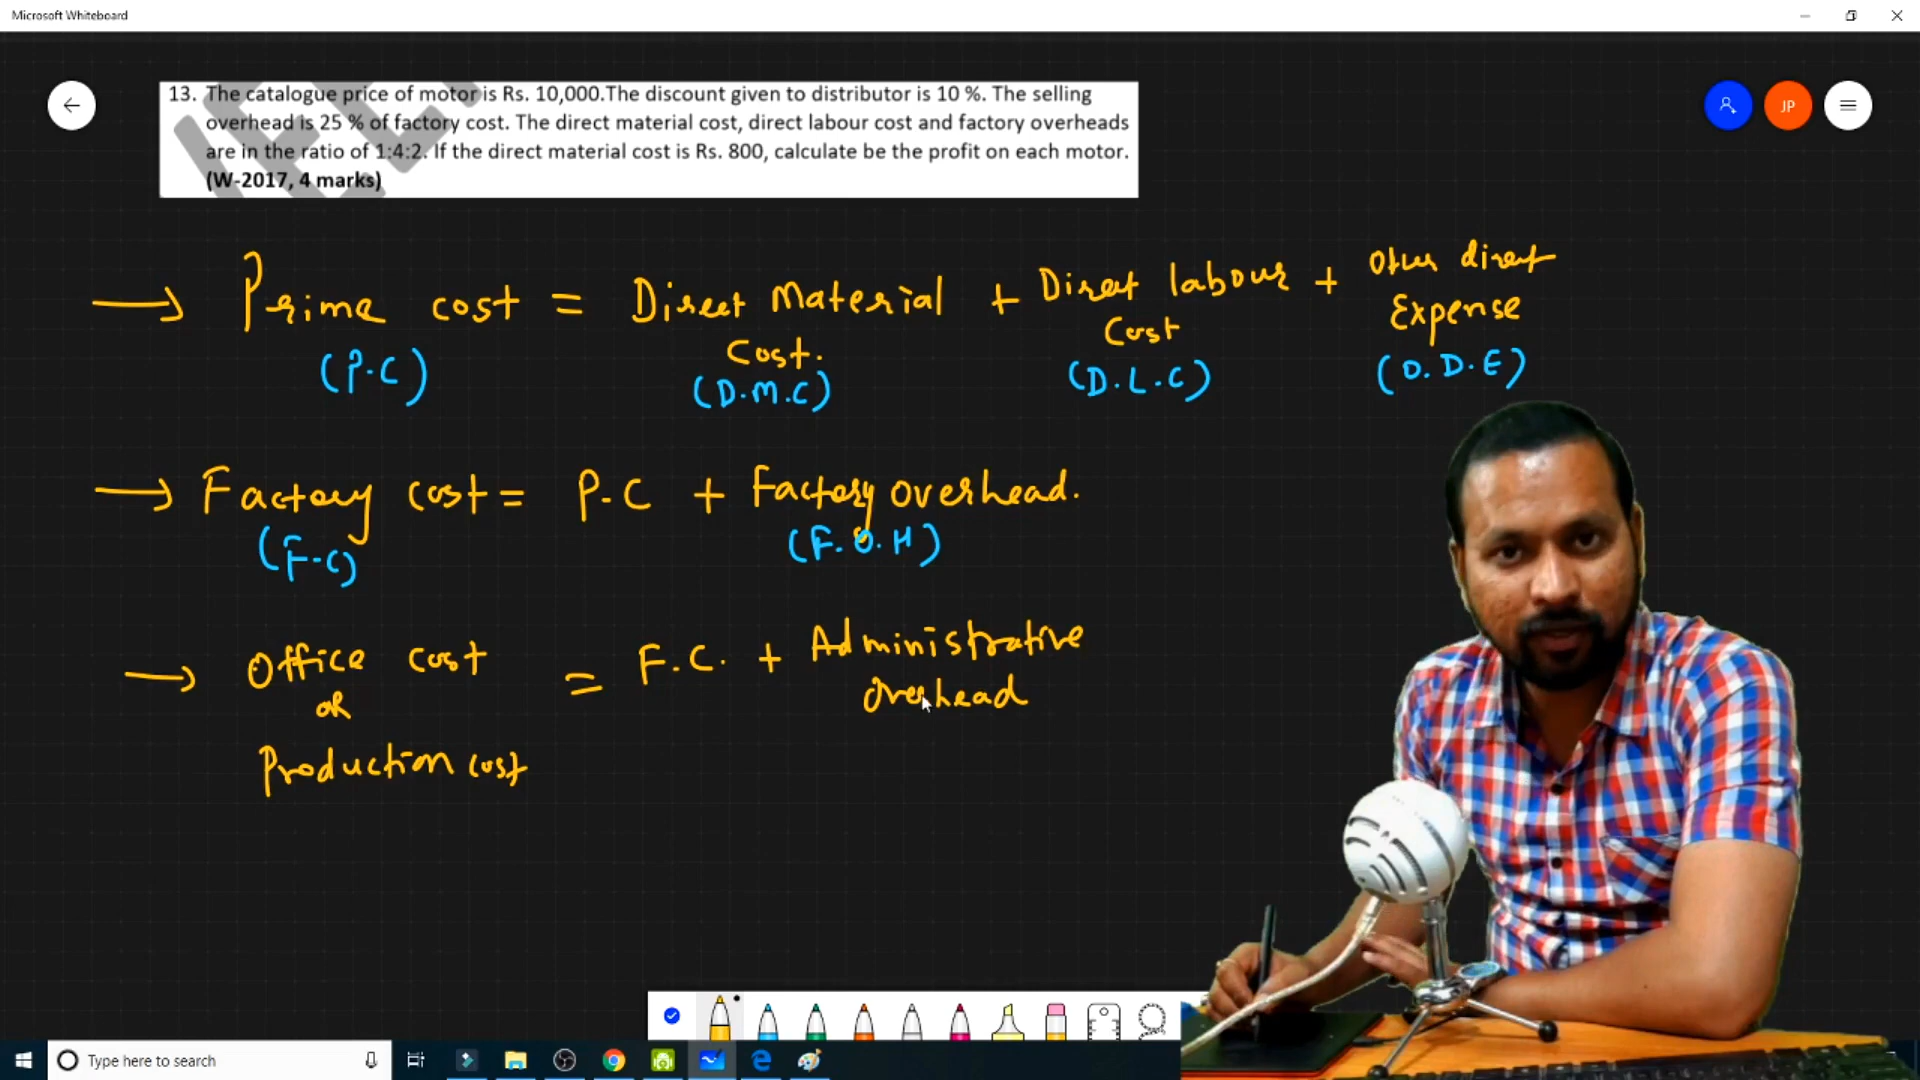 Microsoft Whiteboard
13. The catalogue price of motor is Rs. 10,000.The discount given to distributor is 10 %. The selling
overhead is 25 % of factory cost. The direct material cost, direct labour cost and factory overheads
are in the ratio of 1:4:2. If the direct material cost is Rs. 800, calculate be the profit on each motor.
(W-2017, 4 marks)
JP
→ Prime cost = Direct Material Cost. + Direct labour Cost + Other direct Expense
(P.C) (D.M.C) (D.L.C) (O.D.E)
→ Factory cost = P.C + Factory overhead.
(F.C) (F.O.H)
→ Office cost or Production cost = F.C. + Administrative overhead
Type here to search